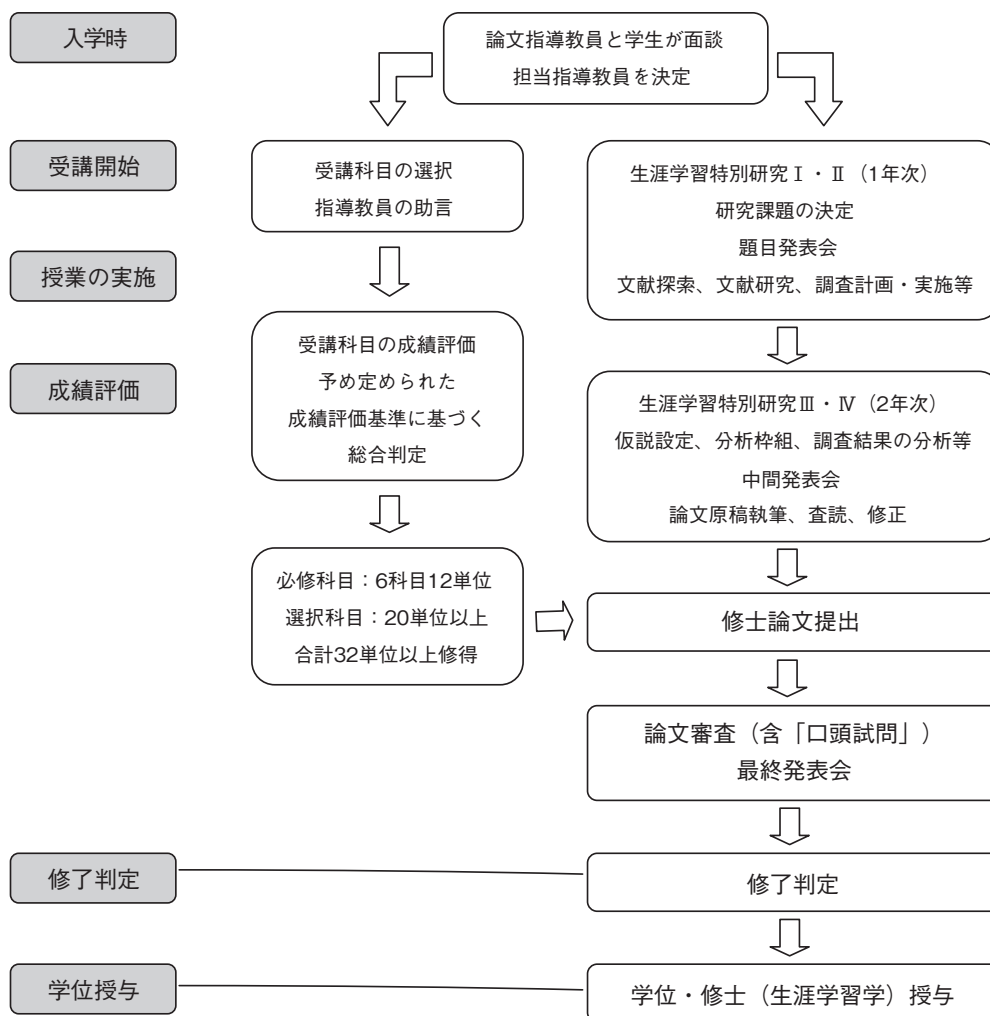 入学時
論文指導教員と学生が面談
担当指導教員を決定
受講開始
受講科目の選択
指導教員の助言
生涯学習特別研究Ⅰ・Ⅱ（1年次）
研究課題の決定
題目発表会
文献探索、文献研究、調査計画・実施等
授業の実施
成績評価
受講科目の成績評価
予め定められた
成績評価基準に基づく
総合判定
生涯学習特別研究Ⅲ・Ⅳ（2年次）
仮説設定、分析枠組、調査結果の分析等
中間発表会
論文原稿執筆、査読、修正
必修科目：6科目12単位
選択科目：20単位以上
合計32単位以上修得
修士論文提出
論文審査（含「口頭試問」）
最終発表会
修了判定
修了判定
学位授与
学位・修士（生涯学習学）授与